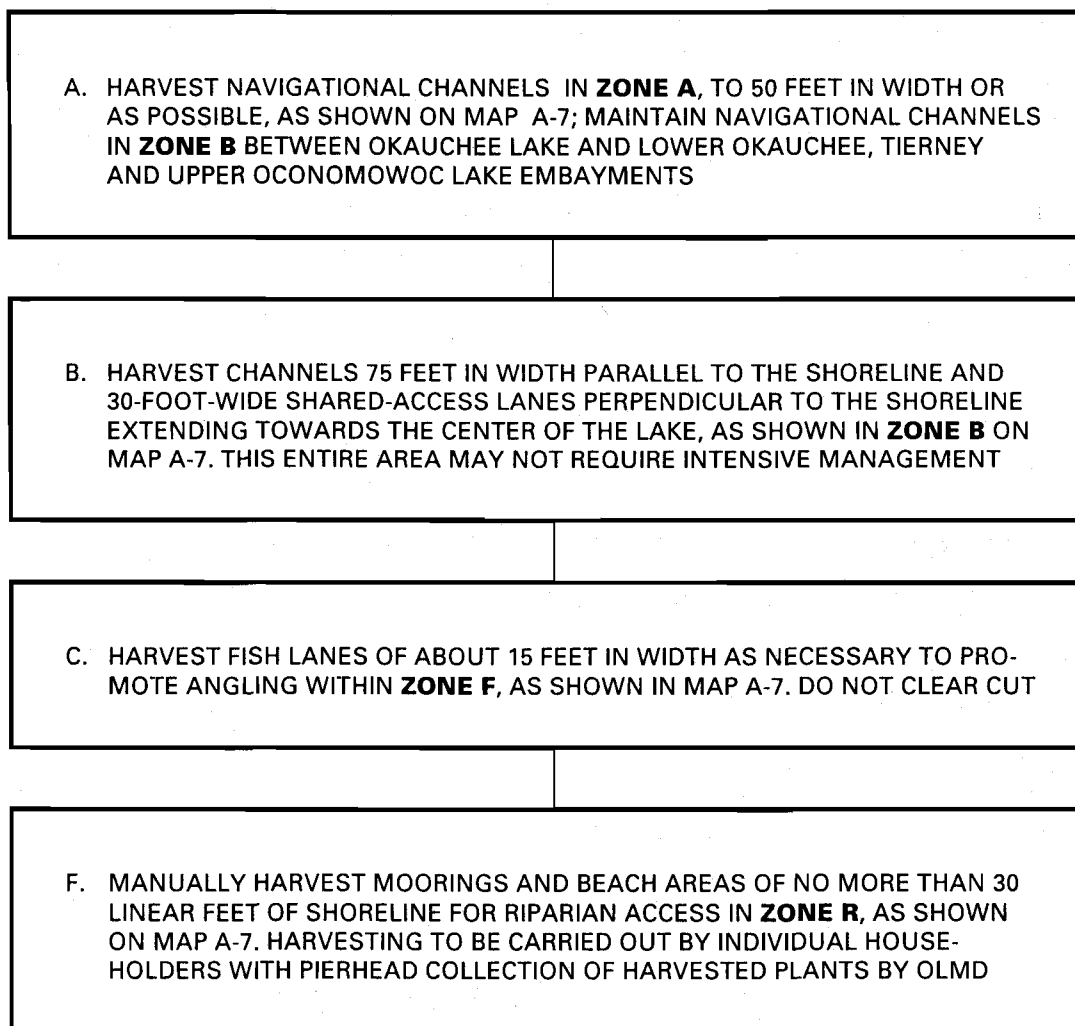 A. HARVEST NAVIGATIONAL CHANNELS IN ZONE A, TO 50 FEET IN WIDTH OR
AS POSSIBLE, AS SHOWN ON MAP A-7; MAINTAIN NAVIGATIONAL CHANNELS
IN ZONE B BETWEEN OKAUCHEE LAKE AND LOWER OKAUCHEE, TIERNEY
AND UPPER OCONOMOWOC LAKE EMBAYMENTS
B. HARVEST CHANNELS 75 FEET IN WIDTH PARALLEL TO THE SHORELINE AND
30-FOOT-WIDE SHARED-ACCESS LANES PERPENDICULAR TO THE SHORELINE
EXTENDING TOWARDS THE CENTER OF THE LAKE, AS SHOWN IN ZONE B ON
MAP A-7. THIS ENTIRE AREA MAY NOT REQUIRE INTENSIVE MANAGEMENT
C. HARVEST FISH LANES OF ABOUT 15 FEET IN WIDTH AS NECESSARY TO PRO-
MOTE ANGLING WITHIN ZONE F, AS SHOWN IN MAP A-7. DO NOT CLEAR CUT
F. MANUALLY HARVEST MOORINGS AND BEACH AREAS OF NO MORE THAN 30
LINEAR FEET OF SHORELINE FOR RIPARIAN ACCESS IN ZONE R, AS SHOWN
ON MAP A-7. HARVESTING TO BE CARRIED OUT BY INDIVIDUAL HOUSE-
HOLDERS WITH PIERHEAD COLLECTION OF HARVESTED PLANTS BY OLMD